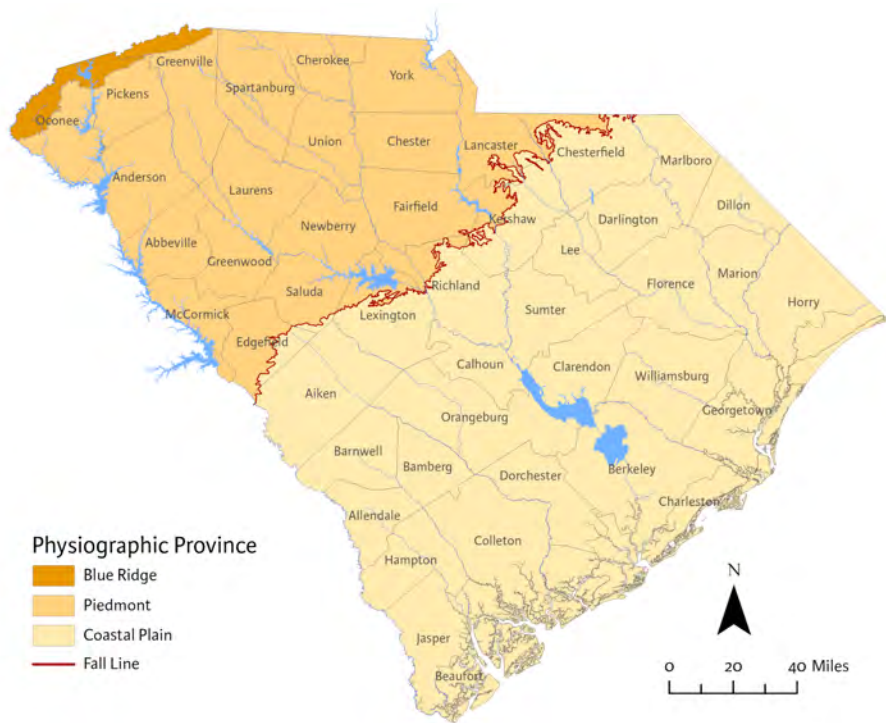 Cherokee
Greenville
York
Spartanburg
Pickens
Oconee
Union
Chester
Lancaster
Chesterfield
Marlboro
Anderson
Laurens
Fairfield
Newberry
Kershaw
Darlington
Dillon
Abbeville
Greenwood
Lee
Marion
Saluda
Richland
Florence
Horry
McCormick
Lexington
Sumter
Edgefield
Calhoun
Clarendon
Williamsburg
Aiken
Georgetown
Orangeburg
Barnwell
Bamberg
Dorchester
Berkeley
Charleston
Allendale
Colleton
Hampton
Jasper
Beaufort
Physiographic Province
Blue Ridge
Piedmont
Coastal Plain
Fall Line
N
0 20 40 Miles